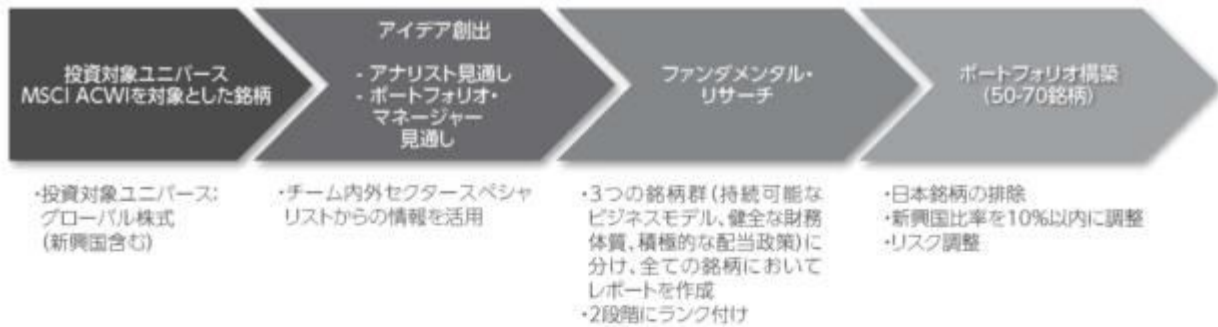 投資対象ユニバース
MSCI ACWIを対象とした銘柄
アイデア創出
- アナリスト見通し
- ポートフォリオ・
マネージャー
見通し
ファンダメンタル・
リサーチ
ポートフォリオ構築
(50-70銘柄)
・投資対象ユニバース:
グローバル株式
(新興国含む)
・チーム内外セクタースペシャ
リストからの情報を活用
・3つの銘柄群(持続可能な
ビジネスモデル、健全な財務
体質、積極的な配当政策)に
分け、全ての銘柄において
レポートを作成
・2段階にランク付け
・日本銘柄の排除
・新興国比率を10%以内に調整
・リスク調整